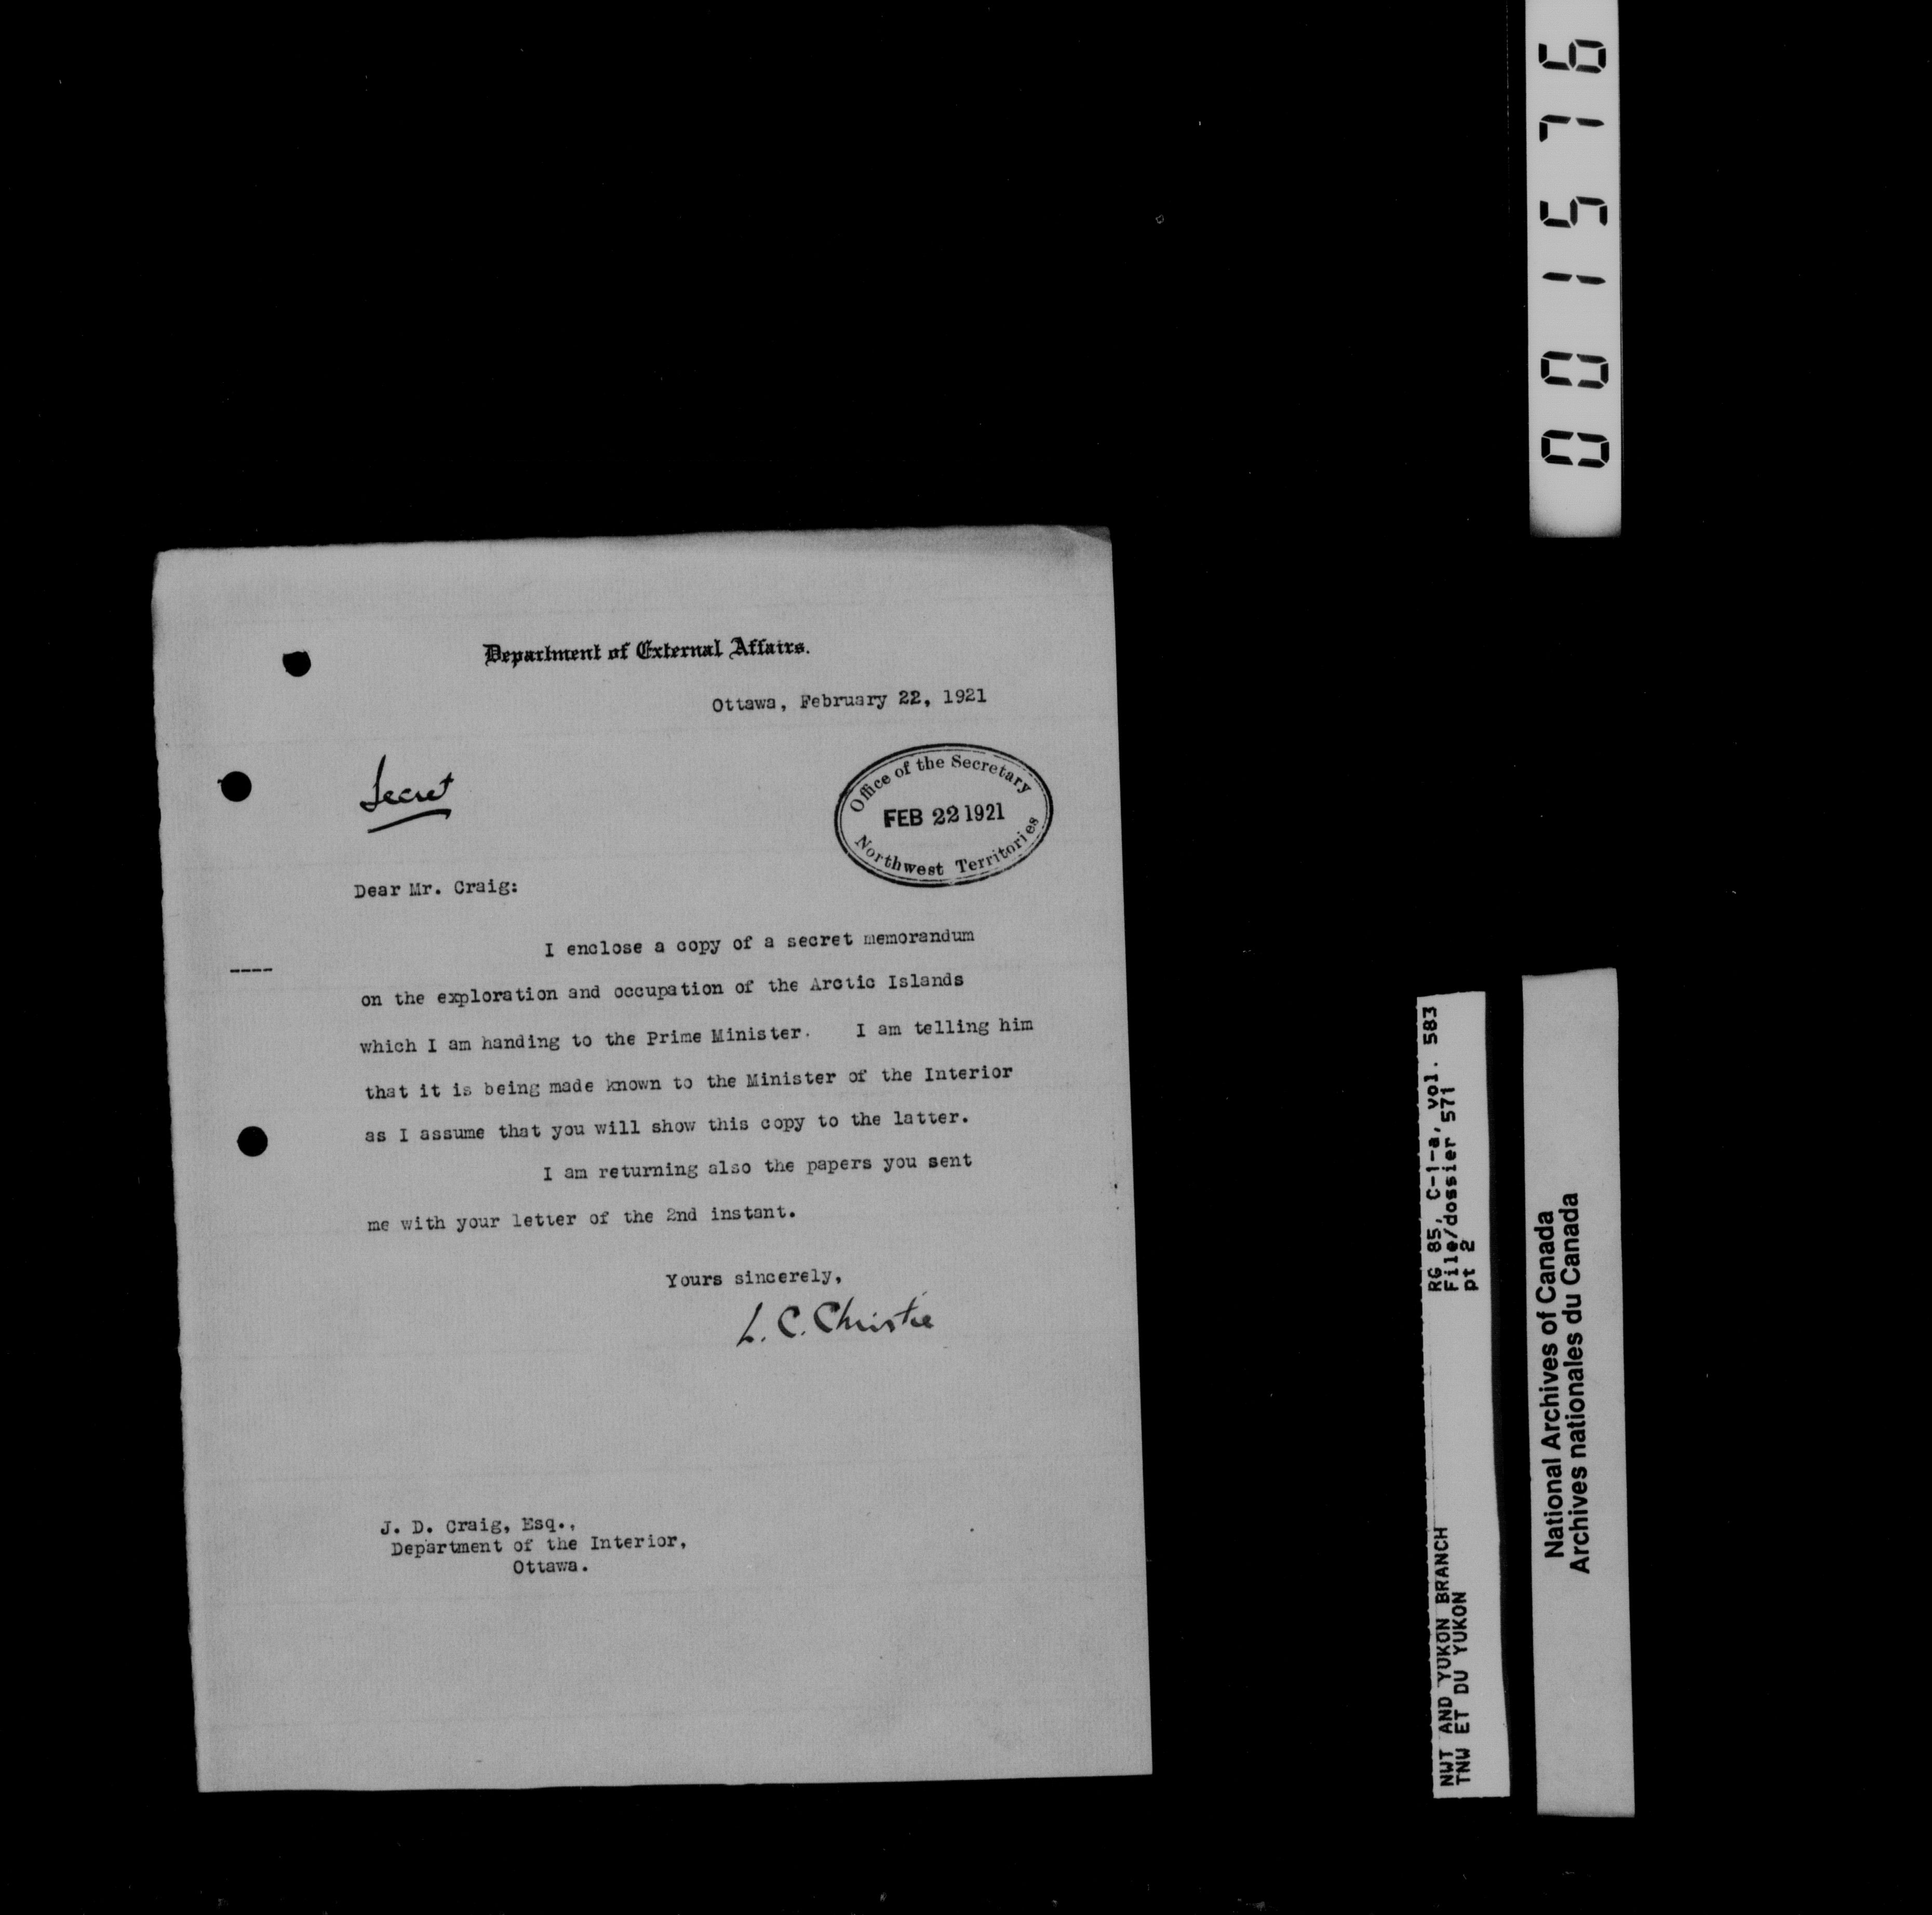 Department of External Affairs.
Ottawa, February 22, 1921
Secret
Office of the Secretary
FEB 22 1921
Northwest Territories
Dear Mr. Craig:
I enclose a copy of a secret memorandum
on the exploration and occupation of the Arctic Islands
which I am handing to the Prime Minister. I am telling him
that it is being made known to the Minister of the Interior
as I assume that you will show this copy to the latter.
I am returning also the papers you sent
me with your letter of the 2nd instant.
Yours sincerely,
L. C. Christie
J. D. Craig, Esq.,
Department of the Interior,
Ottawa.
001576
RG 85, C-1-a, vol. 583
File/dossier 571
pt 2
NWT AND YUKON BRANCH
TNW ET DU YUKON
National Archives of Canada
Archives nationales du Canada